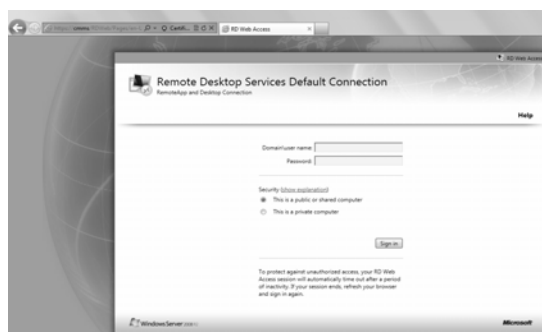 RD Web Access
RD Web Access
Remote Desktop Services Default Connection
RemoteApp and Desktop Connection
Help
Domain\user name:
Password:
Security (show explanation)
This is a public or shared computer
This is a private computer
Sign in
To protect against unauthorized access, your RD Web
Access session will automatically time out after a period
of inactivity. If your session ends, refresh your browser
and sign in again.
Windows Server
Microsoft